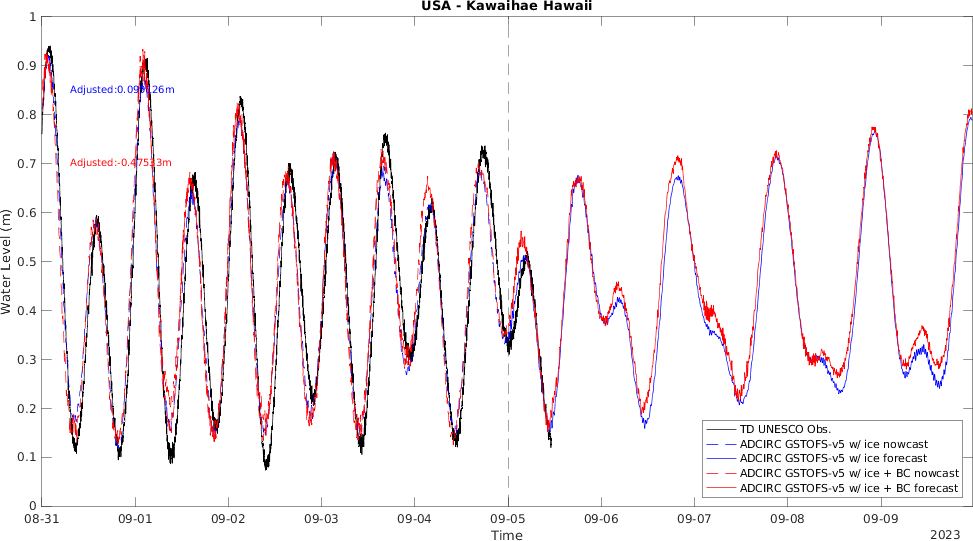 USA - Kawaihae Hawaii
1
0.9
0.8
0.7
0.6
0.5
0.4
0.3
0.2
0.1
0
Water Level (m)
Adjusted:-0.47533m
TD UNESCO Obs.
ADCIRC GSTOFS-v5 w/ ice nowcast
ADCIRC GSTOFS-v5 w/ ice forecast
ADCIRC GSTOFS-v5 w/ ice + BC nowcast
ADCIRC GSTOFS-v5 w/ ice + BC forecast
08-31 09-01 09-02 09-03 09-04 09-05 09-06 09-07 09-08 09-09
Time
2023